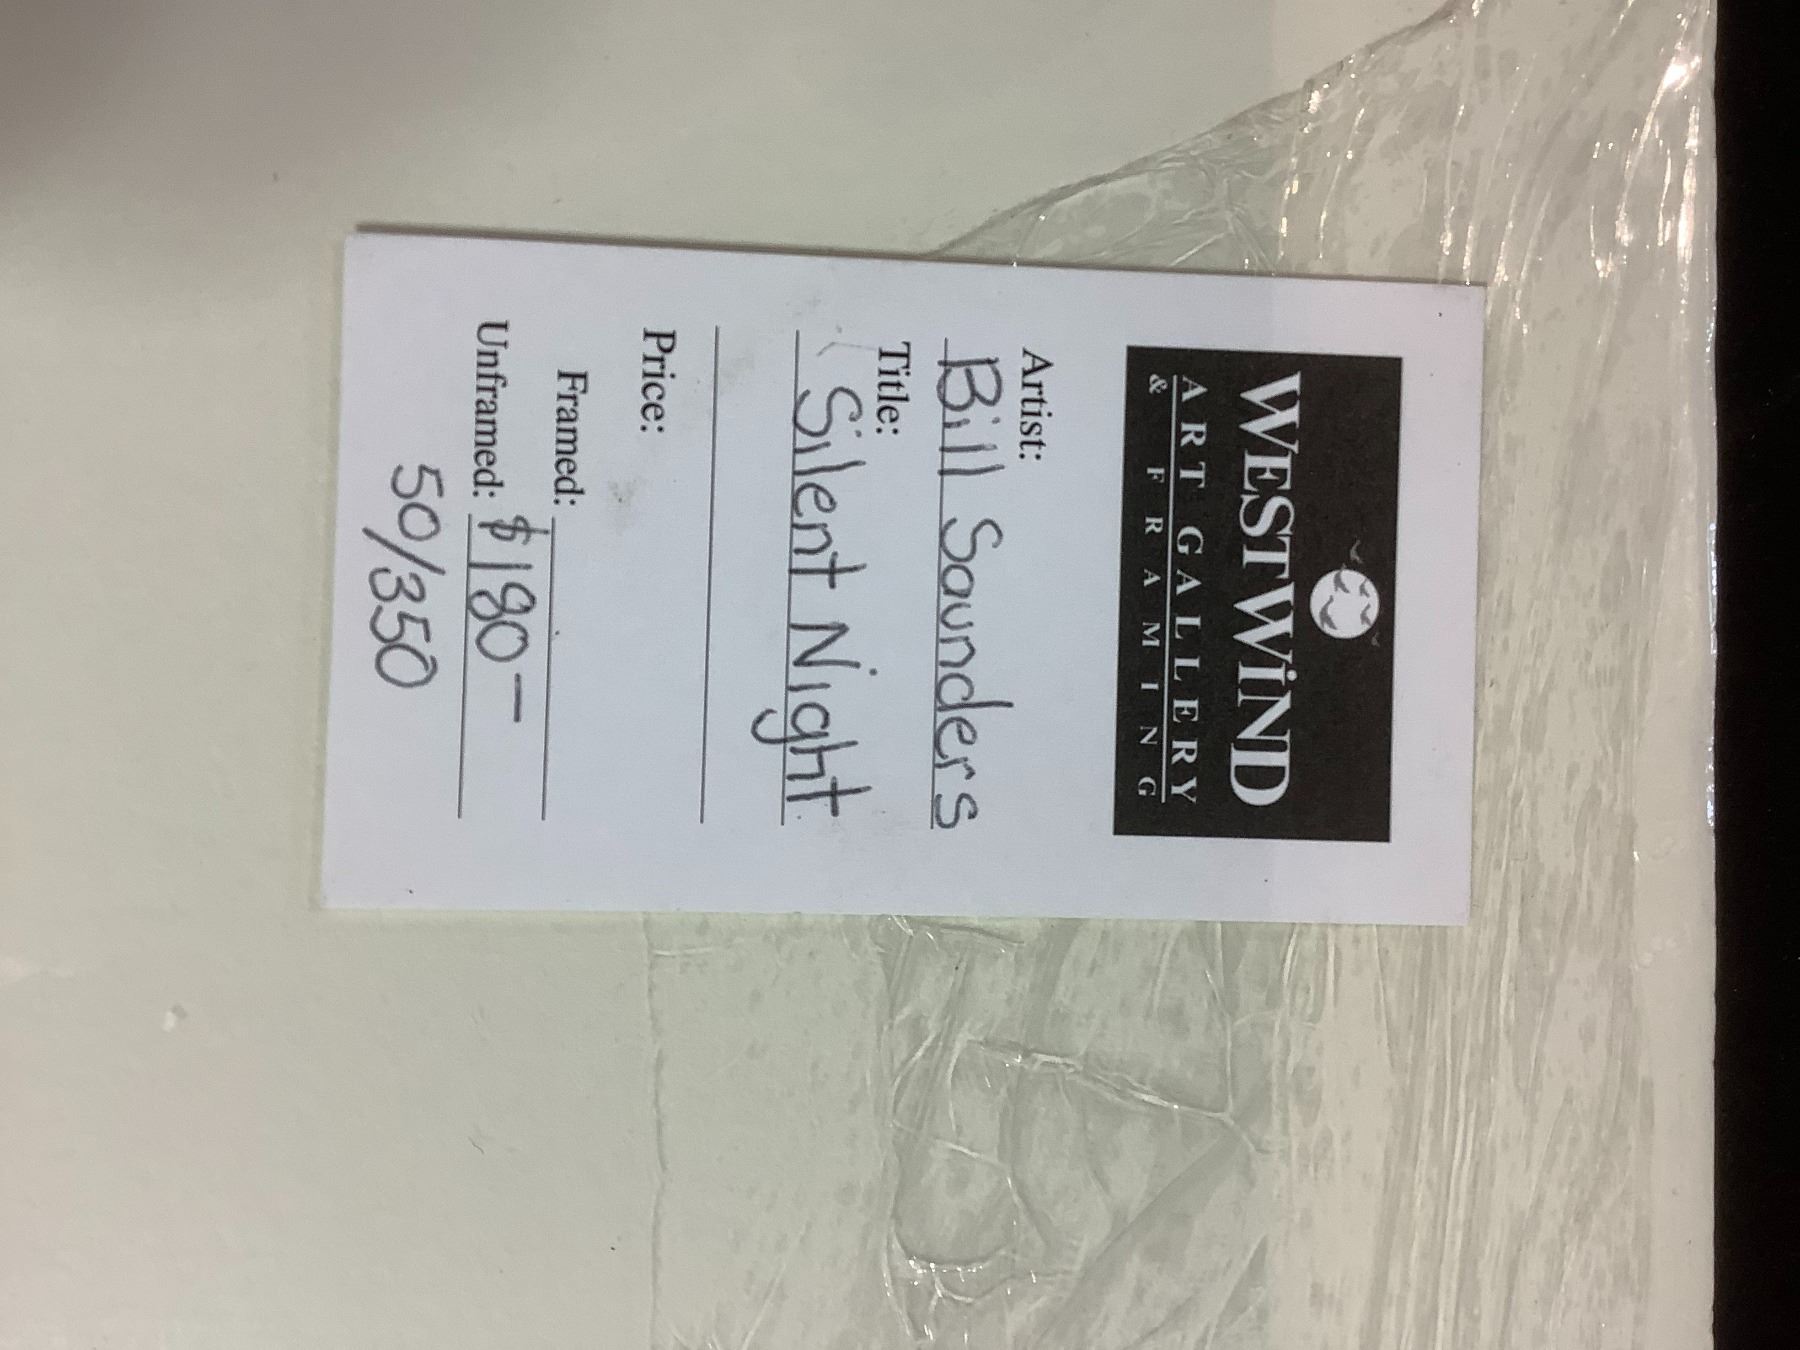 WESTWiND
ART GALLERY
& FRAMING
Artist:
Bill Saunders
Title:
Silent Night
Price:
Framed:
Unframed: $180-
50/350